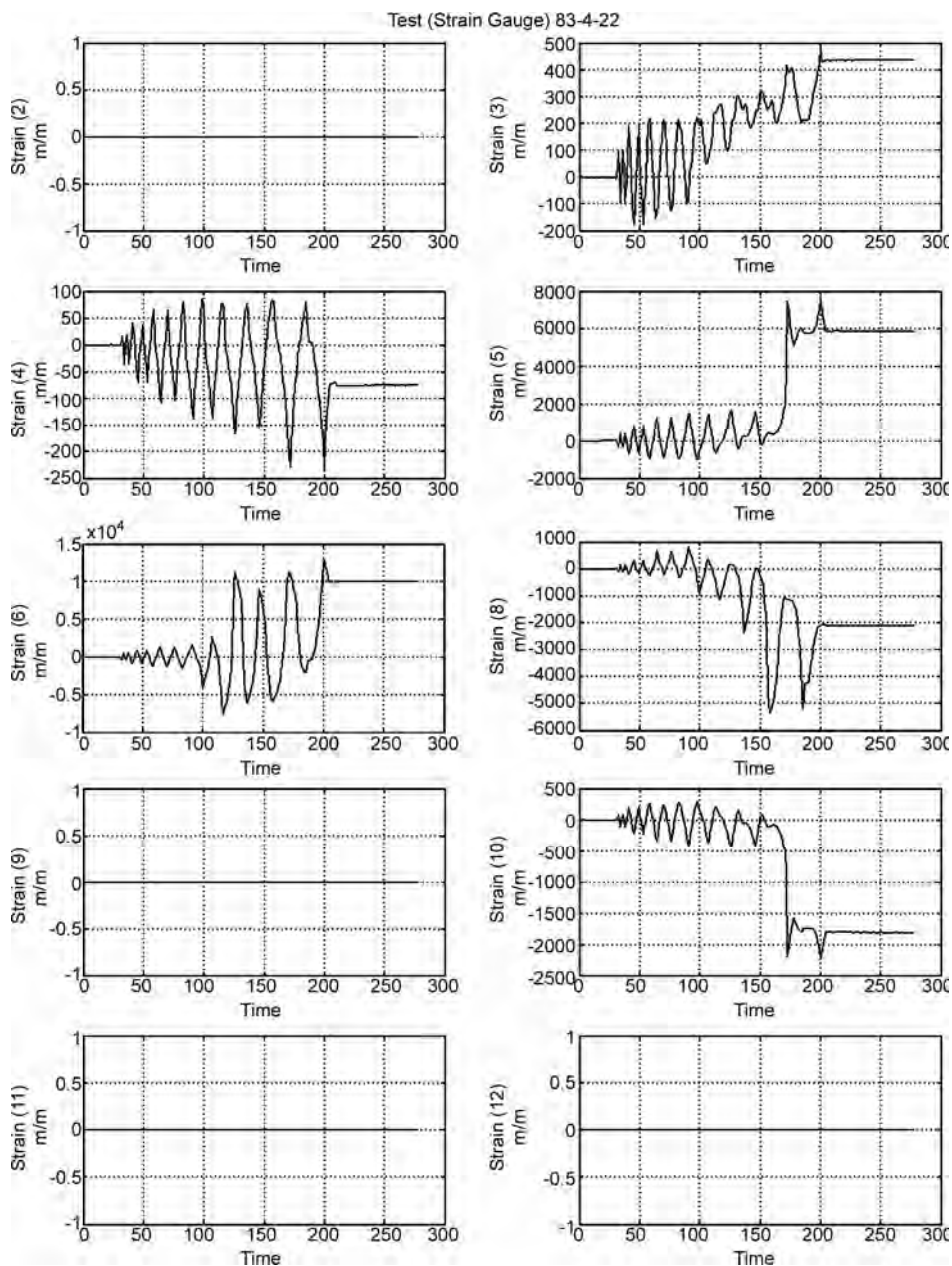 Test (Strain Gauge) 83-4-22
1
0.5
0
-0.5
-1
Strain (2)
m/m
0 50 100 150 200 250 300
Time
500
400
300
200
100
0
-100
-200
Strain (3)
m/m
0 50 100 150 200 250 300
Time
100
50
0
-50
-100
-150
-200
-250
Strain (4)
m/m
0 50 100 150 200 250 300
Time
8000
6000
4000
2000
0
-2000
Strain (5)
m/m
0 50 100 150 200 250 300
Time
x10⁴
1.5
1
0.5
0
-0.5
-1
Strain (6)
m/m
0 50 100 150 200 250 300
Time
1000
0
-1000
-2000
-3000
-4000
-5000
-6000
Strain (8)
m/m
0 50 100 150 200 250 300
Time
1
0.5
0
-0.5
-1
Strain (9)
m/m
0 50 100 150 200 250 300
Time
500
0
-500
-1000
-1500
-2000
-2500
Strain (10)
m/m
0 50 100 150 200 250 300
Time
1
0.5
0
-0.5
-1
Strain (11)
m/m
0 50 100 150 200 250 300
Time
1
0.5
0
-0.5
-1
Strain (12)
m/m
0 50 100 150 200 250 300
Time